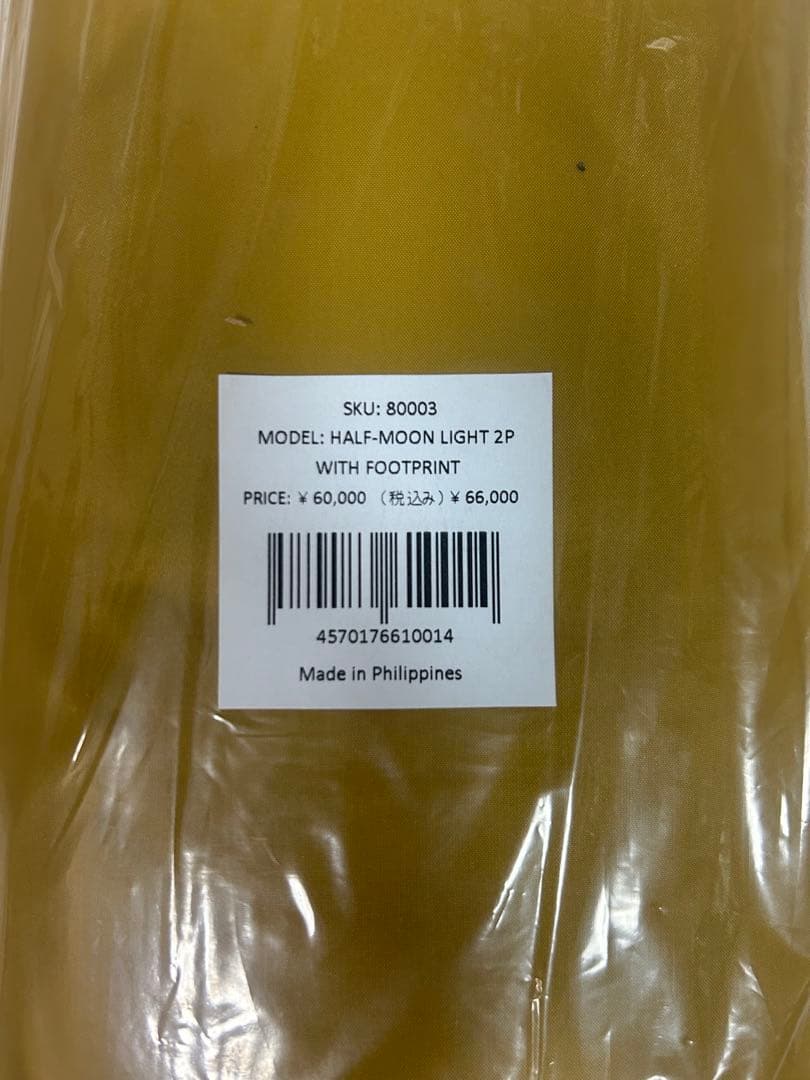 SKU: 80003
MODEL: HALF-MOON LIGHT 2P
WITH FOOTPRINT
PRICE: ¥ 60,000 （税込み）¥ 66,000
4570176610014
Made in Philippines